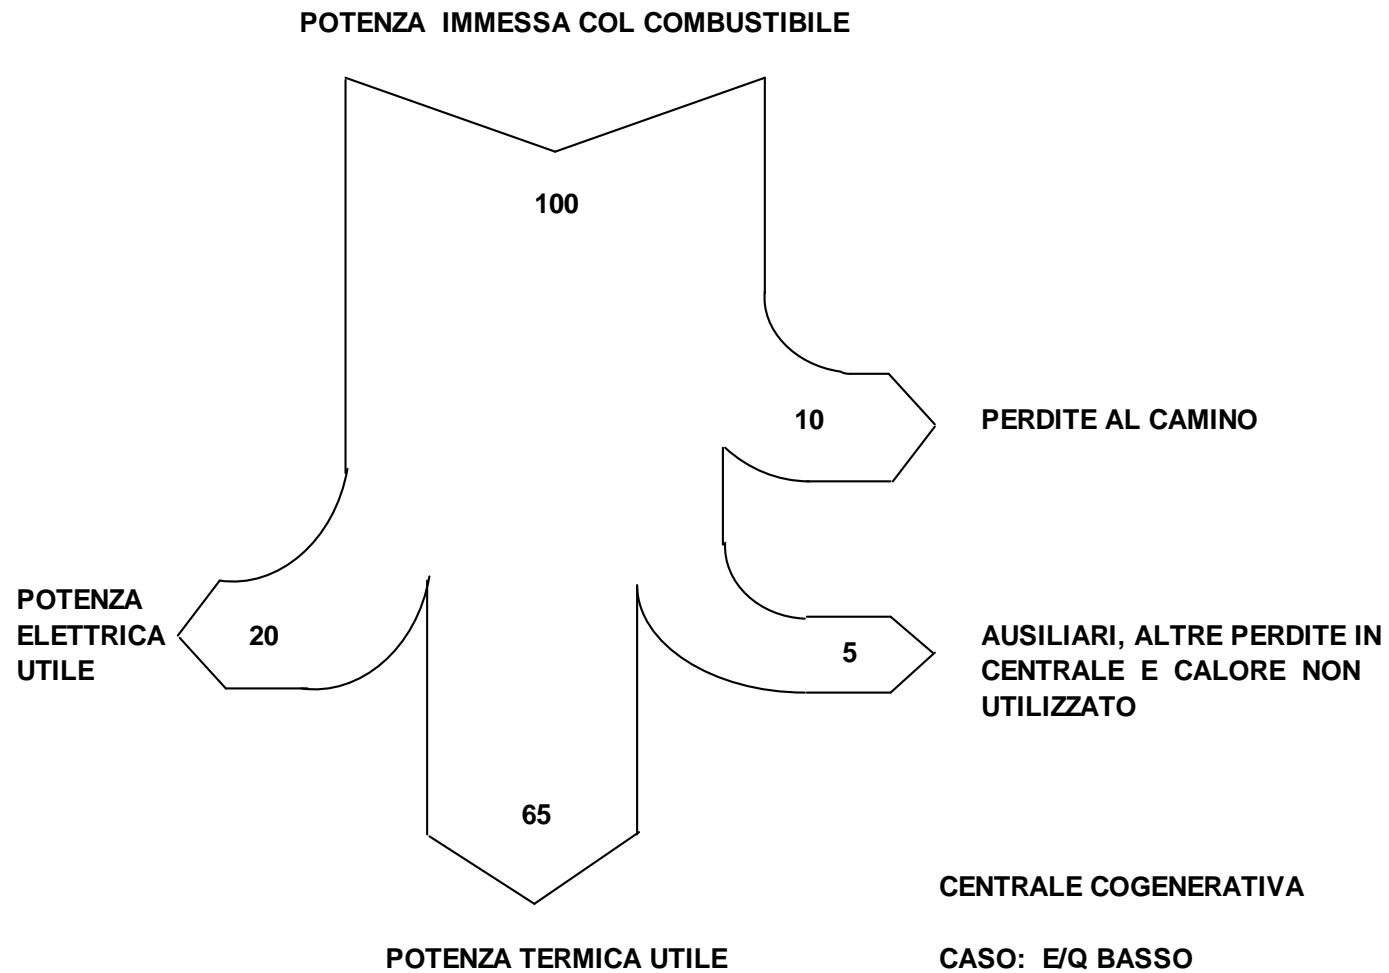 POTENZA IMMESSA COL COMBUSTIBILE
100
10
PERDITE AL CAMINO
POTENZA
ELETTRICA
UTILE
20
5
AUSILIARI, ALTRE PERDITE IN
CENTRALE E CALORE NON
UTILIZZATO
65
CENTRALE COGENERATIVA
POTENZA TERMICA UTILE
CASO: E/Q BASSO